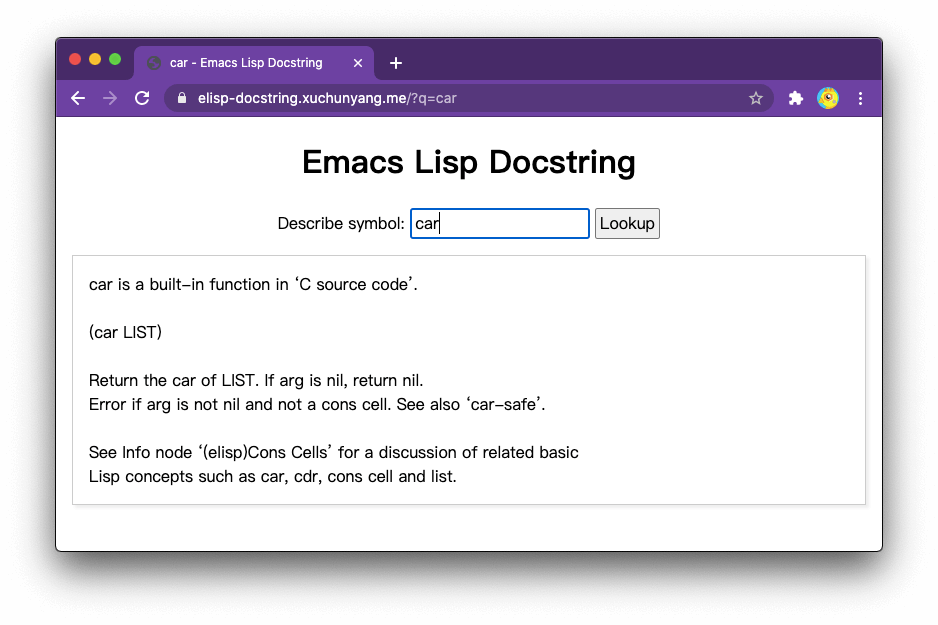 car - Emacs Lisp Docstring
elisp-docstring.xuchunyang.me/?q=car
Emacs Lisp Docstring
Describe symbol: car Lookup
car is a built-in function in ‘C source code’.
(car LIST)
Return the car of LIST. If arg is nil, return nil.
Error if arg is not nil and not a cons cell. See also ‘car-safe’.
See Info node ‘(elisp)Cons Cells’ for a discussion of related basic
Lisp concepts such as car, cdr, cons cell and list.